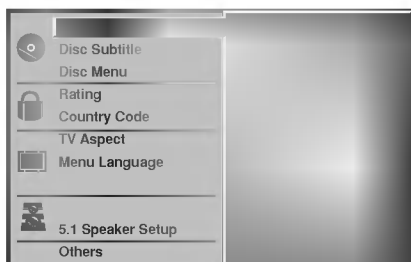 Disc Subtitle
Disc Menu
Rating
Country Code
TV Aspect
Menu Language
5.1 Speaker Setup
Others